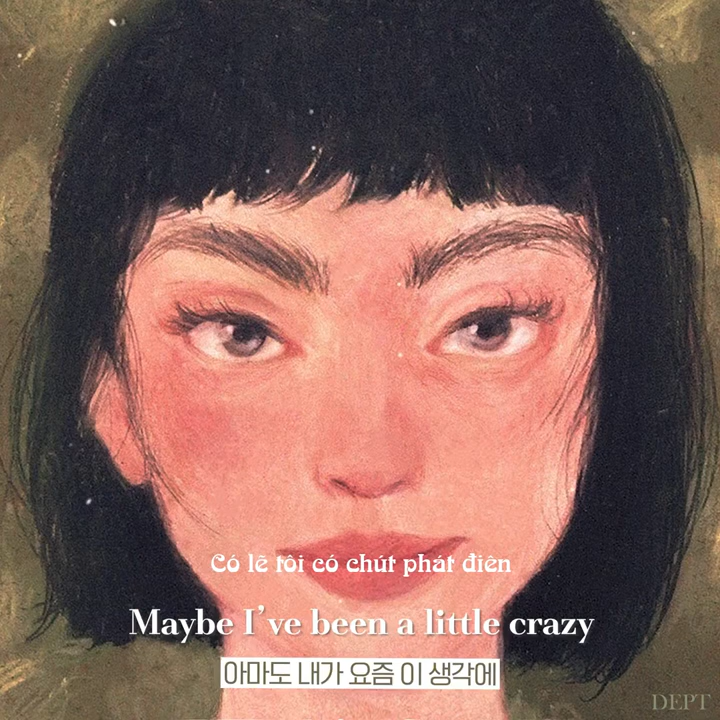 Có lẽ tôi có chút phát điên
Maybe I've been a little crazy
아마도 내가 요즘 이 생각에
DEPT